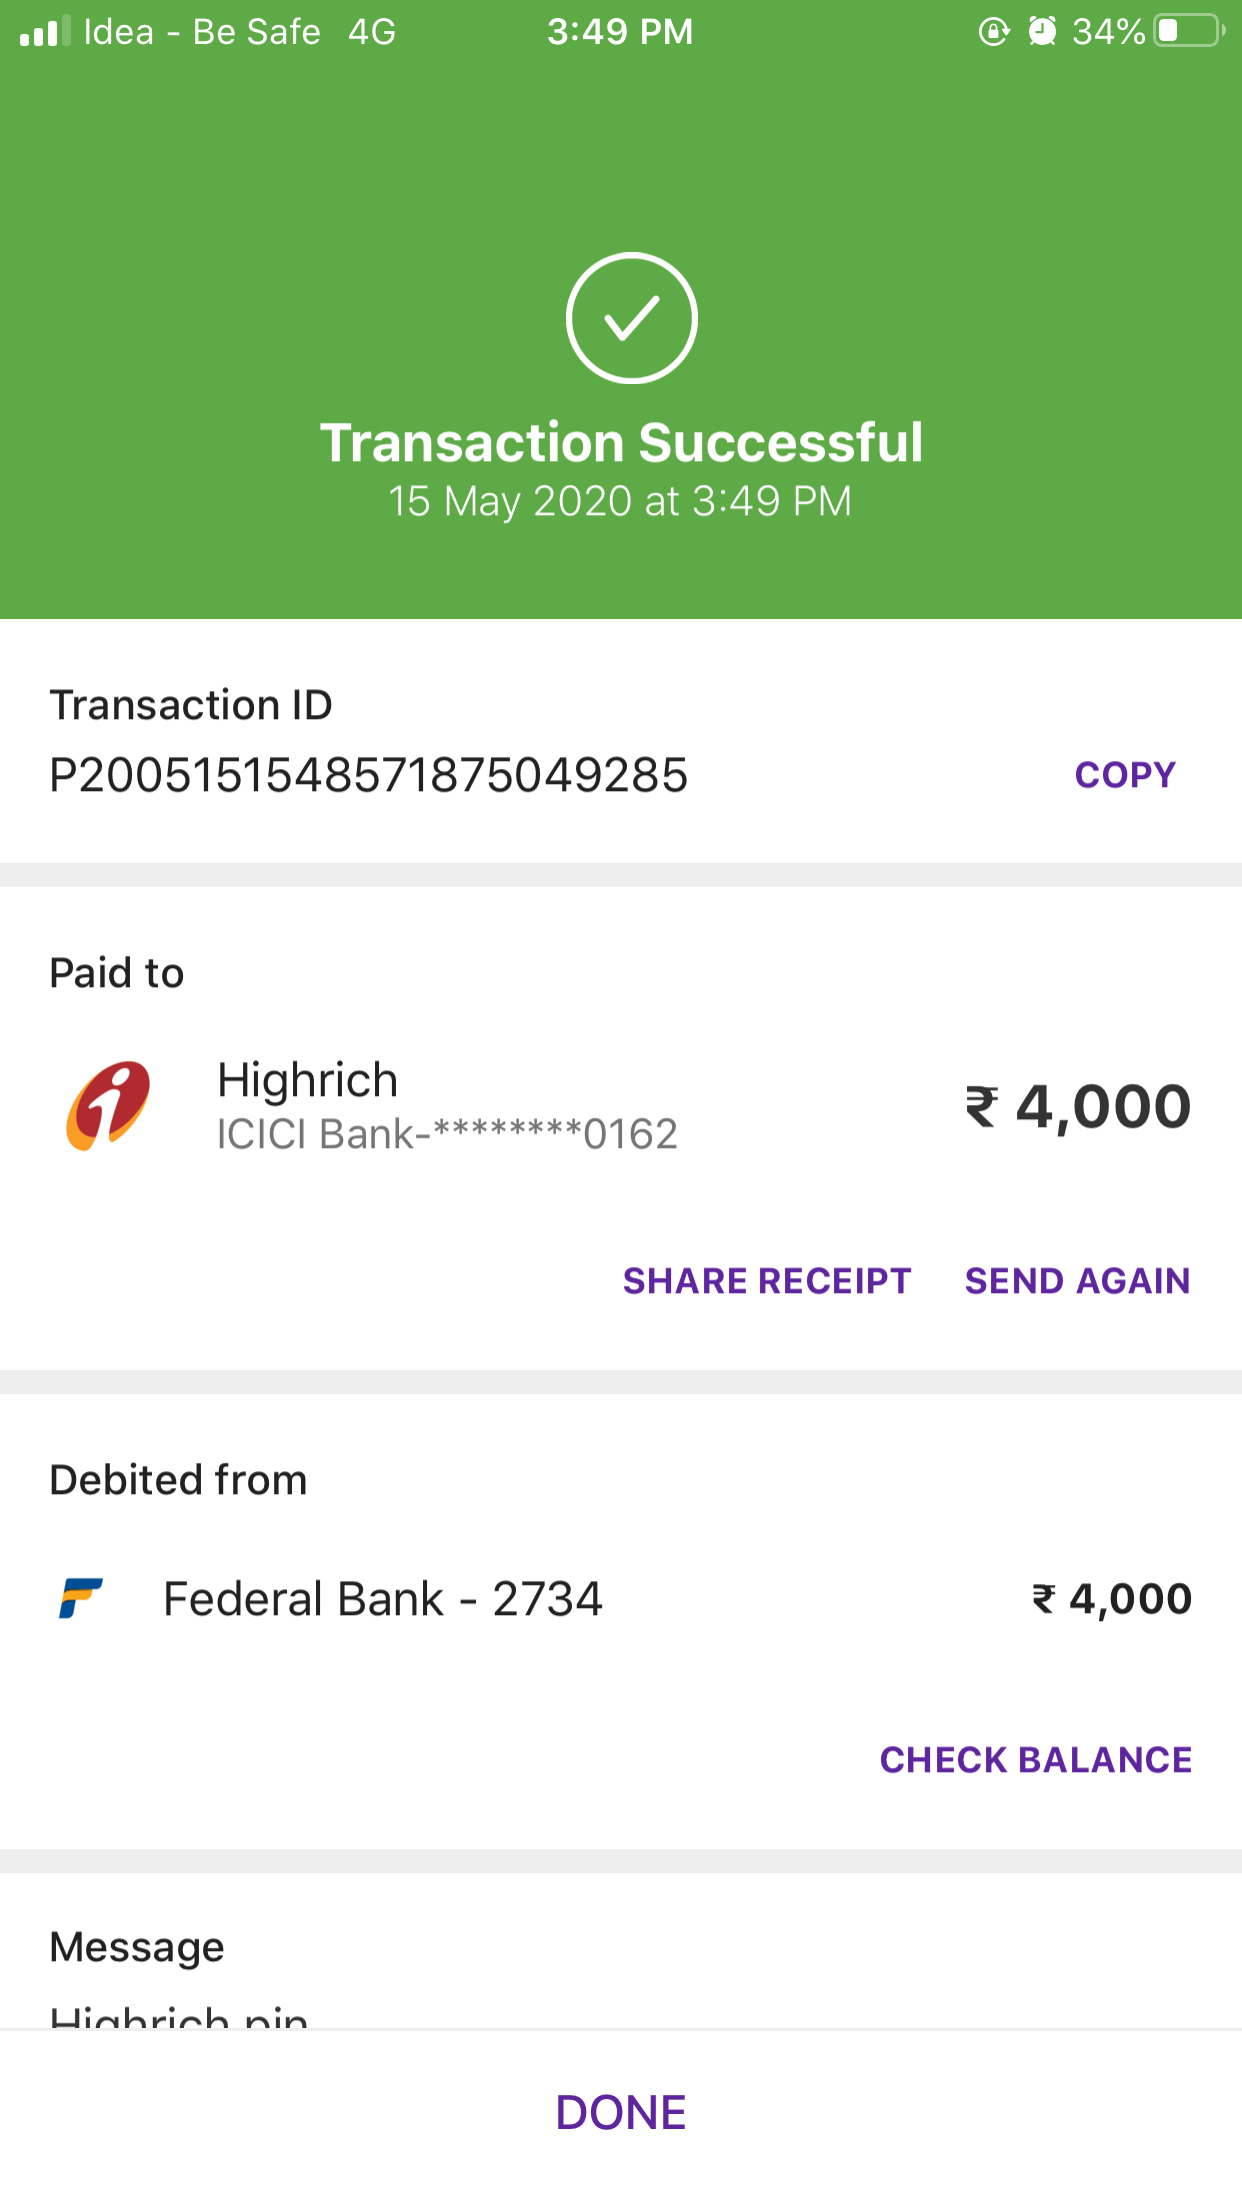 Idea - Be Safe 4G 3:49 PM 34%
Transaction Successful
15 May 2020 at 3:49 PM
Transaction ID
P2005151548571875049285 COPY
Paid to
Highrich
ICICI Bank-********0162
₹ 4,000
SHARE RECEIPT SEND AGAIN
Debited from
Federal Bank - 2734 ₹ 4,000
CHECK BALANCE
Message
Highrich pin
DONE